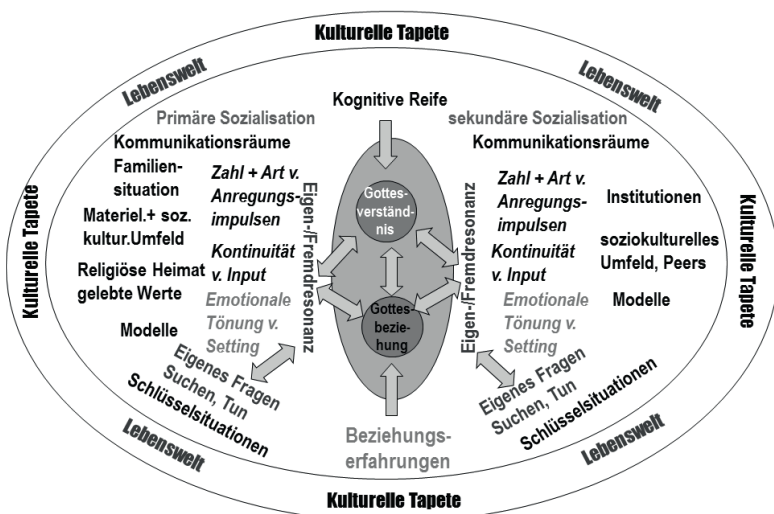 Kulturelle Tapete
Lebenswelt
Lebenswelt
Kognitive Reife
Primäre Sozialisation
Kommunikationsräume
Familien-
situation
Materiel.+ soz.
kultur.Umfeld
Religiöse Heimat
gelebte Werte
Modelle
Zahl + Art v.
Anregungs-
impulsen
Kontinuität
v. Input
Emotionale
Tönung v.
Setting
Eigen-/Fremdresonanz
Eigenes Fragen
Suchen, Tun
Schlüsselsituationen
Gottes-
verständ-
nis
Gottes-
bezie-
hung
Beziehungs-
erfahrungen
sekundäre Sozialisation
Kommunikationsräume
Zahl + Art v.
Anregungs-
impulsen
Kontinuität
v. Input
Emotionale
Tönung v.
Setting
Eigen-/Fremdresonanz
Institutionen
soziokulturelles
Umfeld, Peers
Modelle
Eigenes Fragen
Suchen, Tun
Schlüsselsituationen
Kulturelle Tapete
Kulturelle Tapete
Lebenswelt
Lebenswelt
Kulturelle Tapete